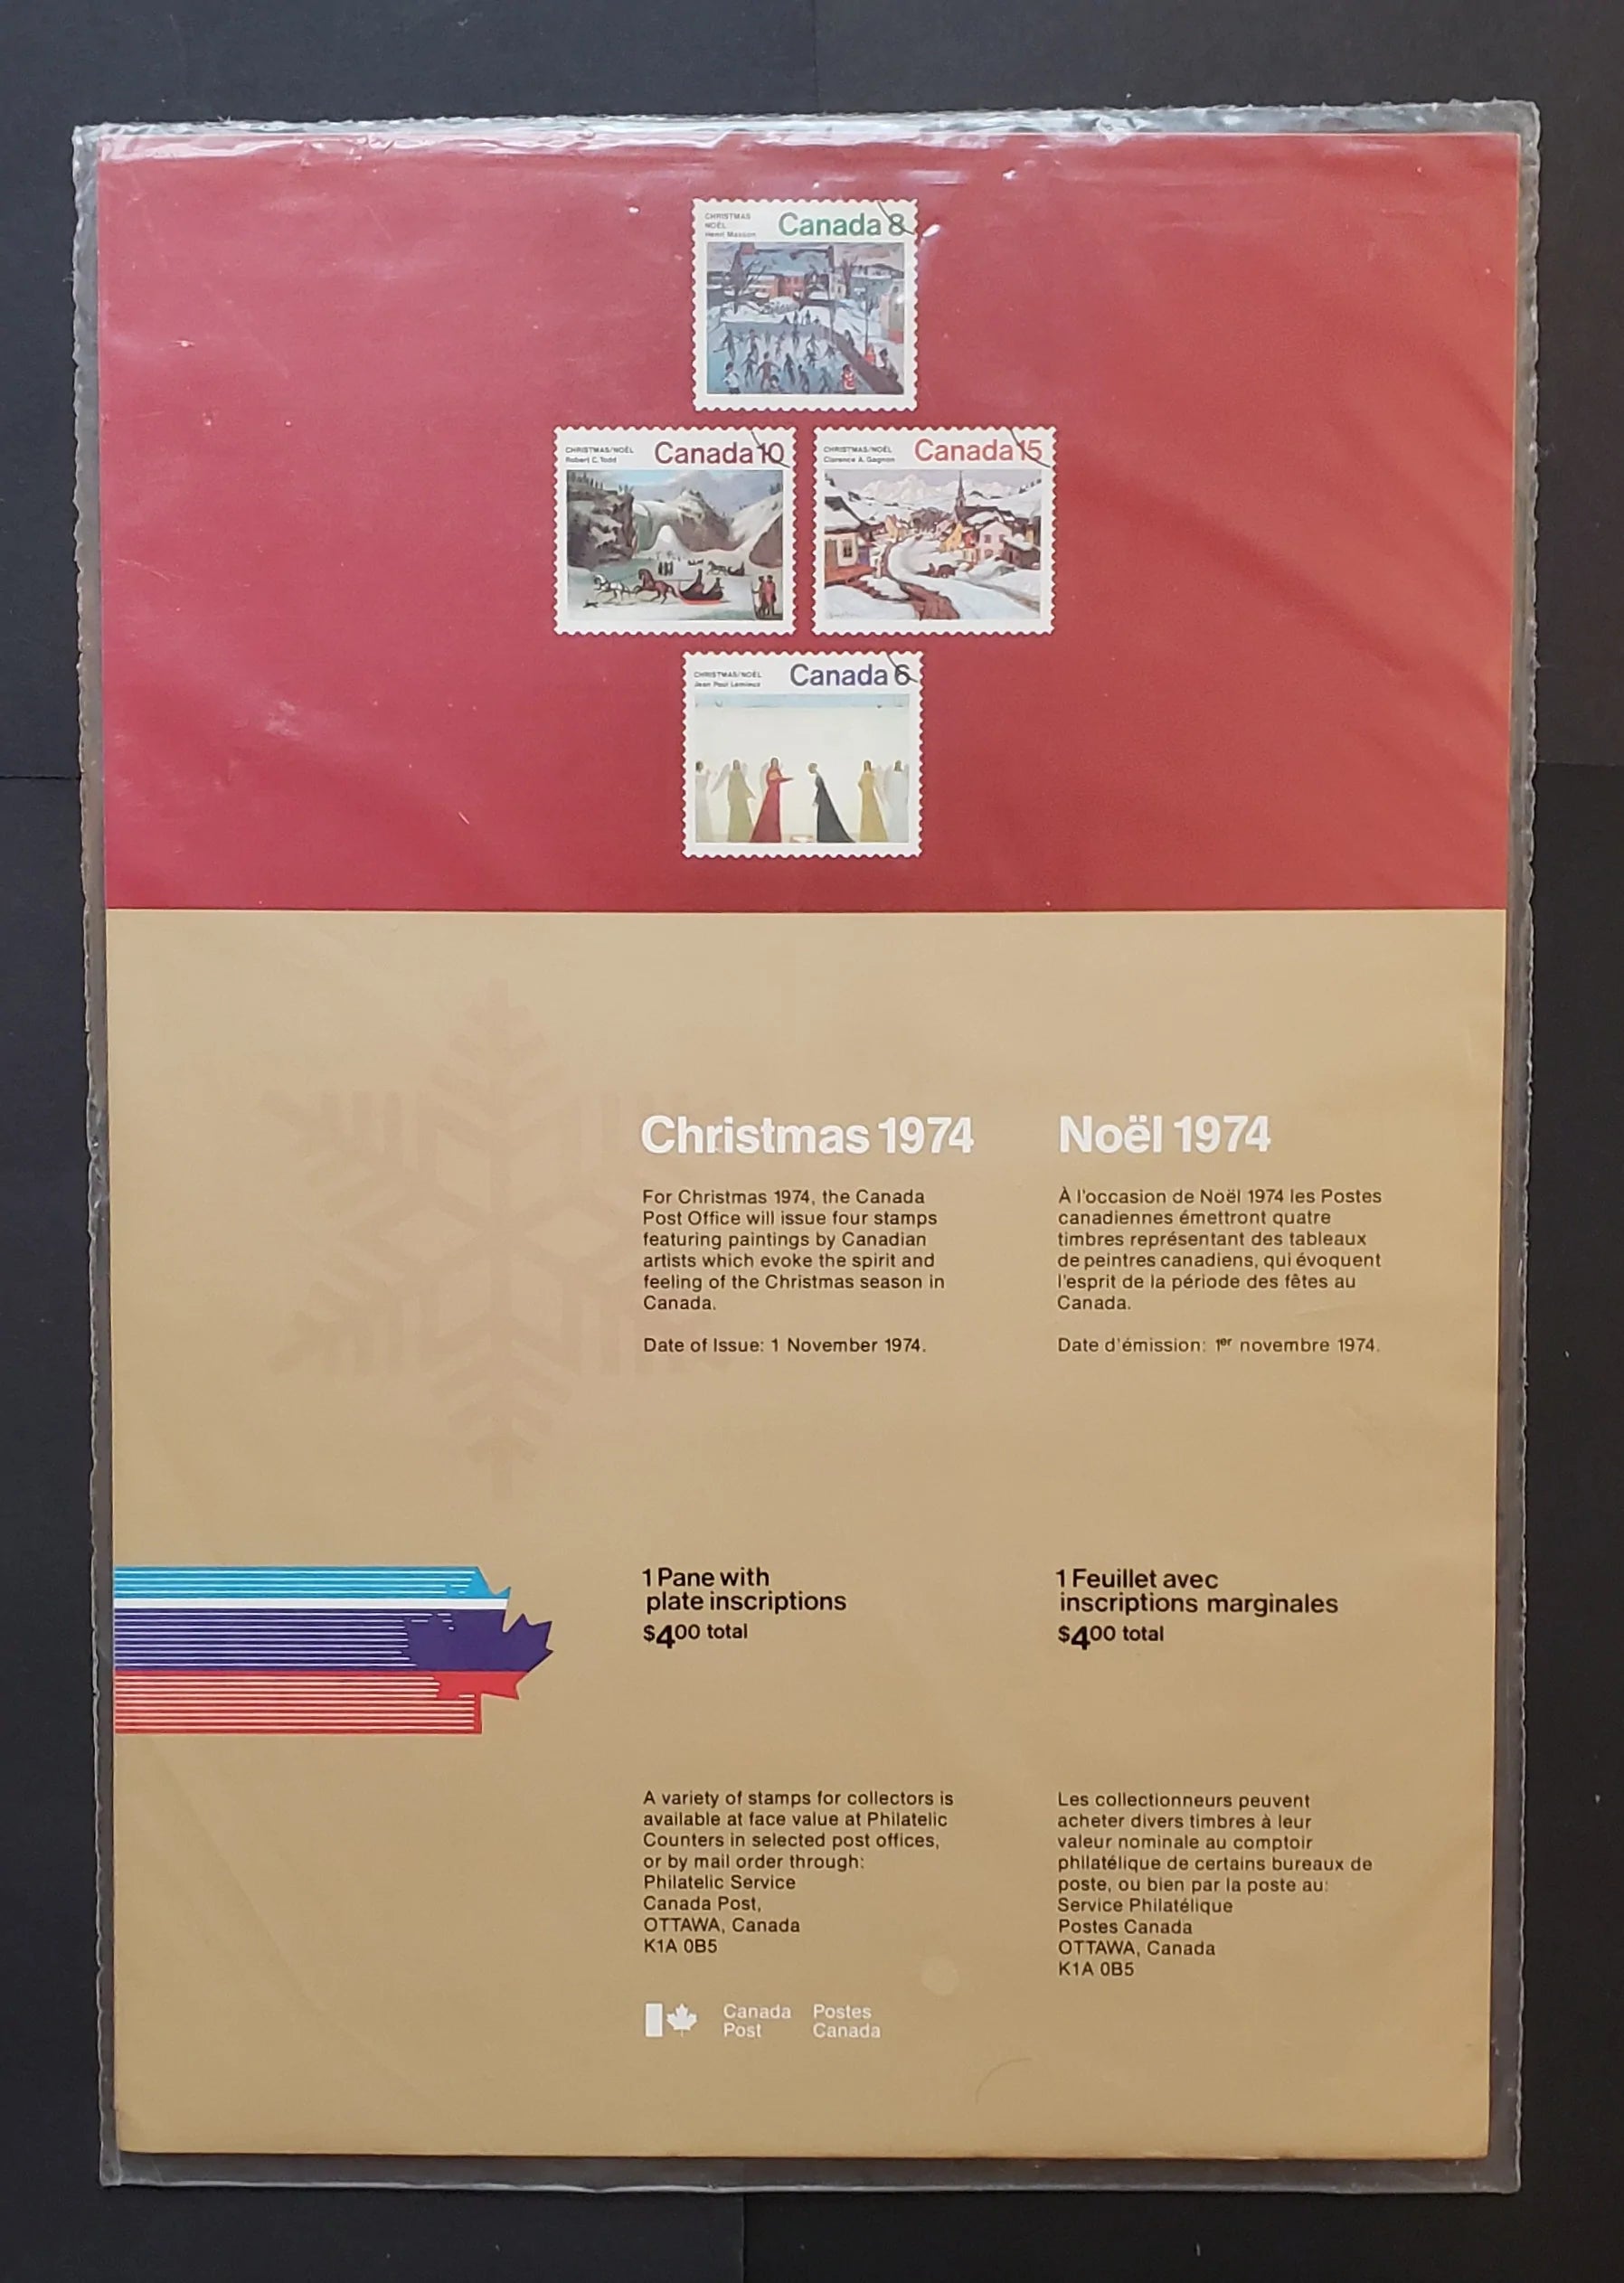 CHRISTMAS
NOËL
Henri Masson
Canada 8
CHRISTMAS/NOËL
Robert C. Todd
Canada 10
CHRISTMAS/NOËL
Clarence A. Gagnon
Canada 15
CHRISTMAS/NOËL
Jean Paul Lemieux
Canada 6
Christmas 1974
For Christmas 1974, the Canada
Post Office will issue four stamps
featuring paintings by Canadian
artists which evoke the spirit and
feeling of the Christmas season in
Canada.
Date of Issue: 1 November 1974.
Noël 1974
À l'occasion de Noël 1974 les Postes
canadiennes émettront quatre
timbres représentant des tableaux
de peintres canadiens, qui évoquent
l'esprit de la période des fêtes au
Canada.
Date d'émission: 1er novembre 1974.
1 Pane with
plate inscriptions
$4.00 total
1 Feuillet avec
inscriptions marginales
$4.00 total
A variety of stamps for collectors is
available at face value at Philatelic
Counters in selected post offices,
or by mail order through:
Philatelic Service
Canada Post,
OTTAWA, Canada
K1A 0B5
Les collectionneurs peuvent
acheter divers timbres à leur
valeur nominale au comptoir
philatélique de certains bureaux de
poste, ou bien par la poste au:
Service Philatélique
Postes Canada
OTTAWA, Canada
K1A 0B5
Canada
Post
Postes
Canada